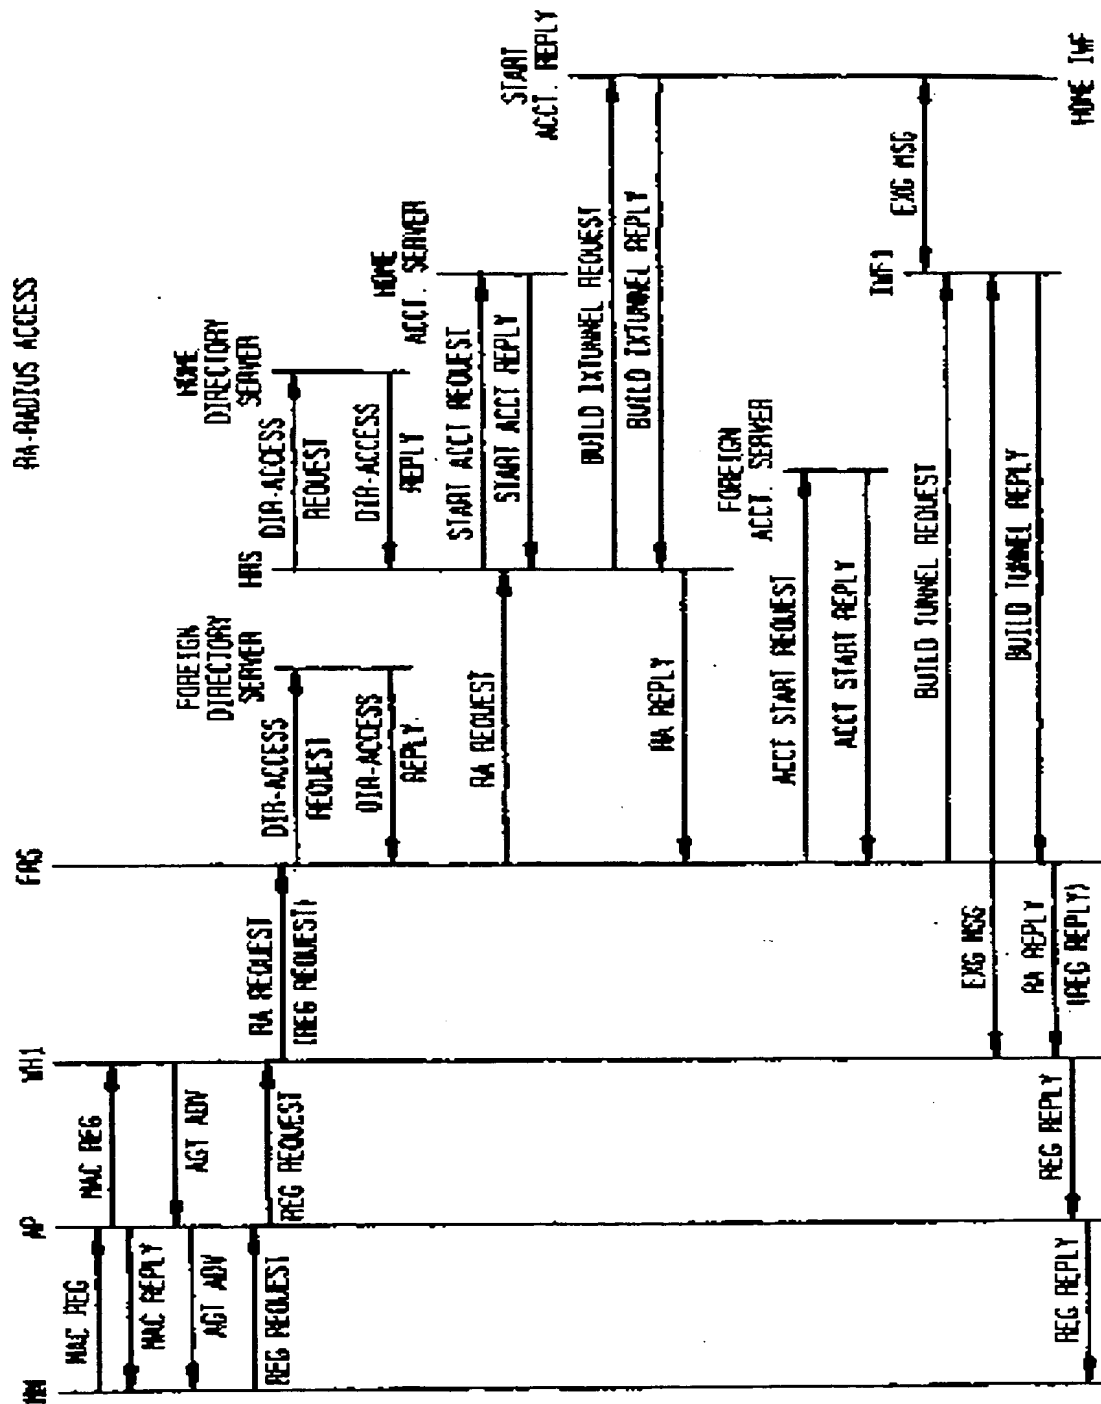 RA-RADIUS ACCESS
MN
AP
WH1
FRS
FOREIGN
DIRECTORY
SERVER
HRS
HOME
DIRECTORY
SERVER
HOME
ACCT. SERVER
START
ACCT. REPLY
MAC REG
MAC REG
MAC REPLY
AGT ADV
AGT ADV
REG REQUEST
REG REQUEST
RA REQUEST
(REG REQUEST)
DIR-ACCESS
REQUEST
DIR-ACCESS
REPLY
RA REQUEST
DIR-ACCESS
REQUEST
DIR-ACCESS
REPLY
START ACCT REQUEST
START ACCT REPLY
BUILD IXTUNNEL REQUEST
BUILD IXTUNNEL REPLY
RA REPLY
FOREIGN
ACCT. SERVER
ACCT START REQUEST
ACCT START REPLY
IWF1
BUILD TUNNEL REQUEST
EXG MSG
EXG MSG
BUILD TUNNEL REPLY
RA REPLY
(REG REPLY)
REG REPLY
REG REPLY
HOME IWF